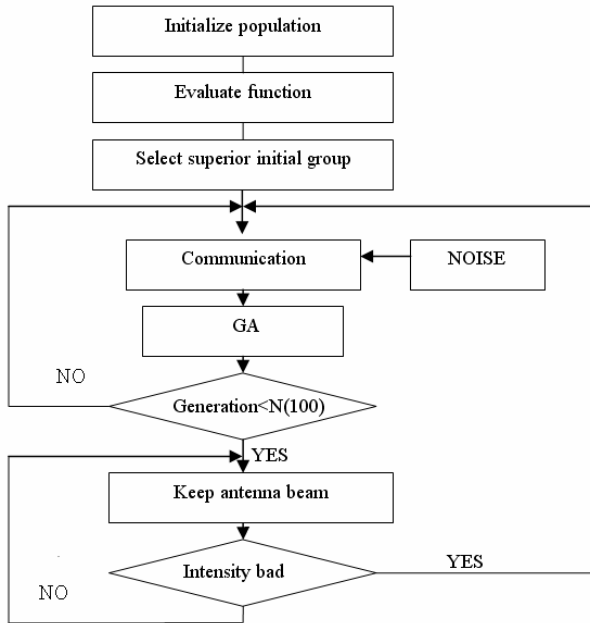 Initialize population
Evaluate function
Select superior initial group
Communication
NOISE
GA
NO
Generation<N(100)
YES
Keep antenna beam
Intensity bad
YES
NO